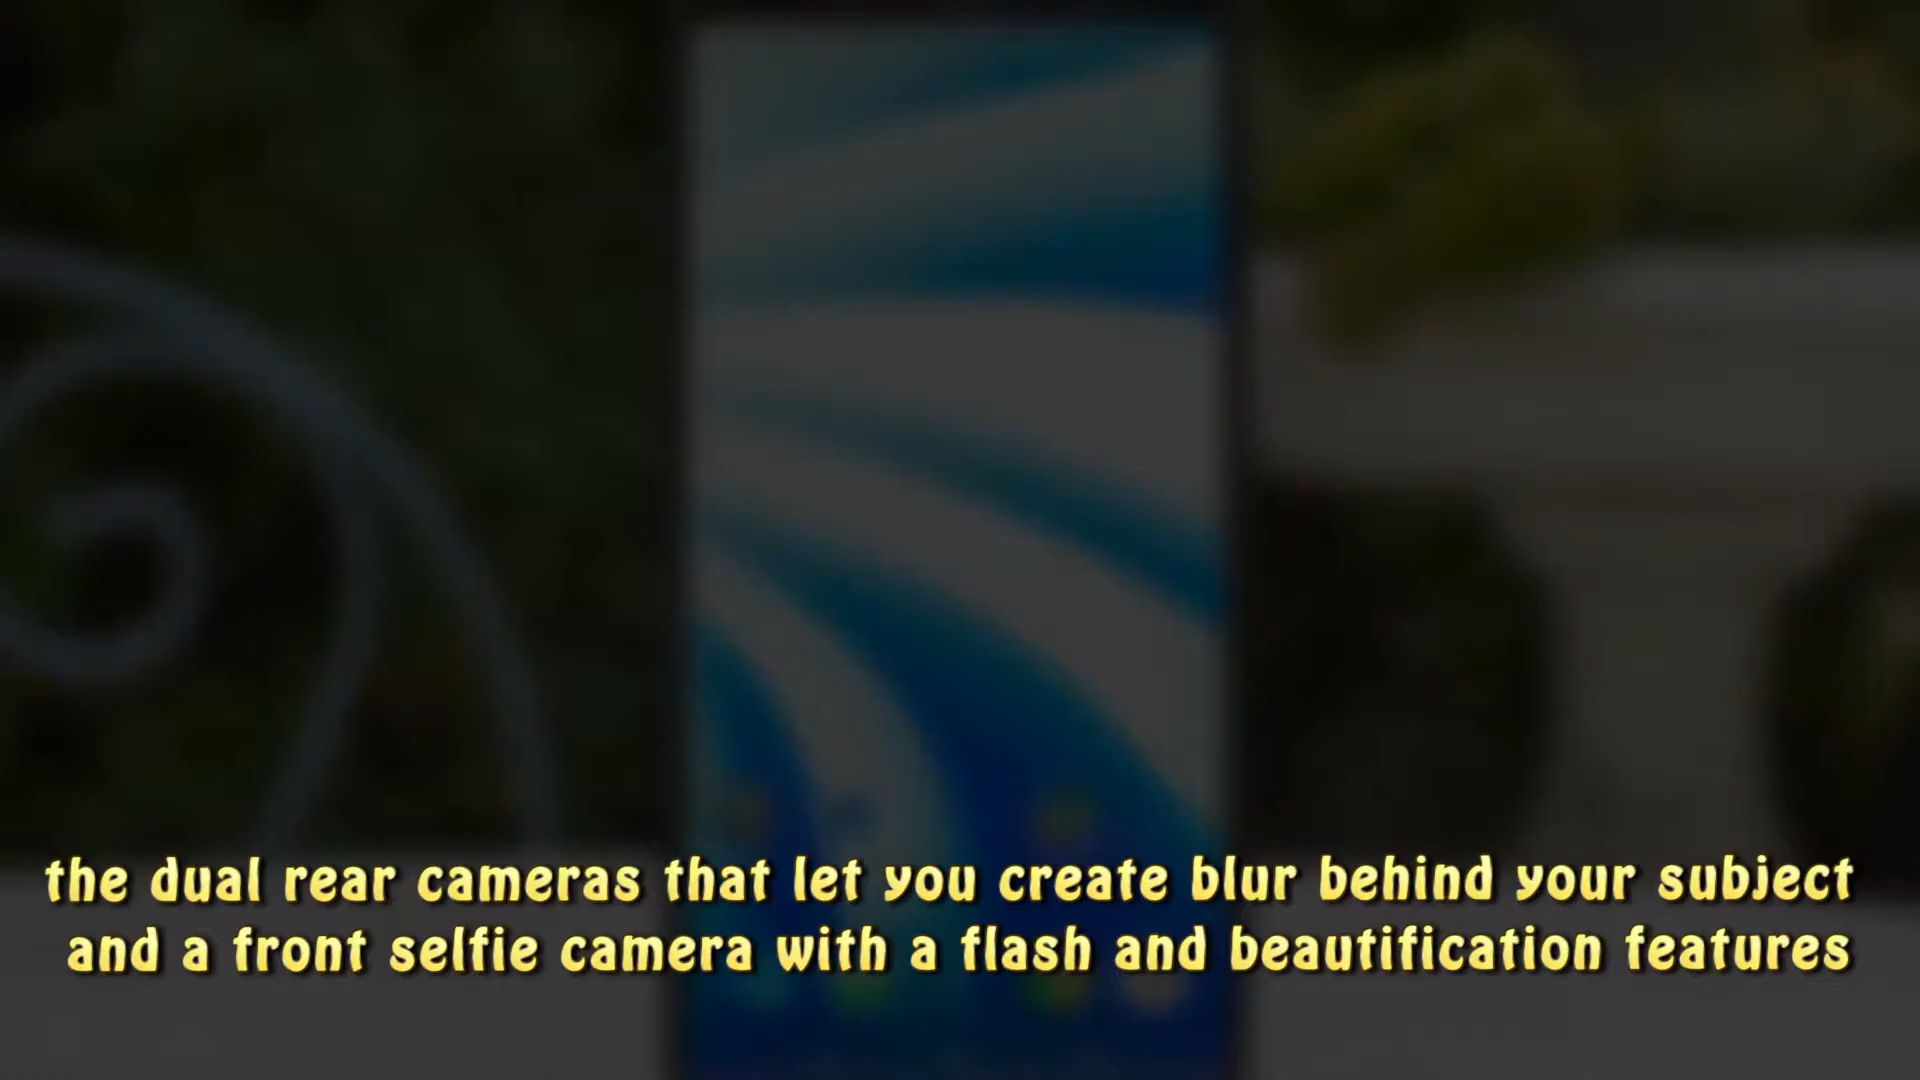 the dual rear cameras that let you create blur behind your subject
and a front selfie camera with a flash and beautification features